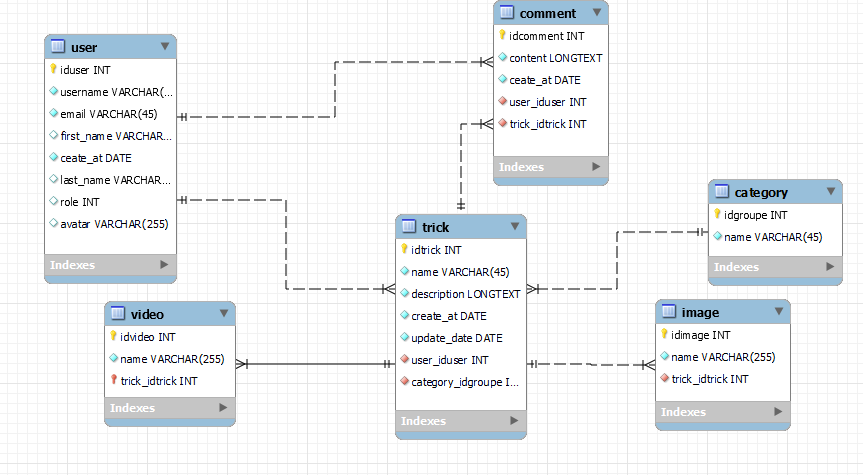 user
iduser INT
username VARCHAR(...
email VARCHAR(45)
first_name VARCHAR...
ceate_at DATE
last_name VARCHAR...
role INT
avatar VARCHAR(255)
Indexes
comment
idcomment INT
content LONGTEXT
ceate_at DATE
user_iduser INT
trick_idtrick INT
Indexes
category
idgroupe INT
name VARCHAR(45)
Indexes
trick
idtrick INT
name VARCHAR(45)
description LONGTEXT
create_at DATE
update_date DATE
user_iduser INT
category_idgroupe I...
Indexes
video
idvideo INT
name VARCHAR(255)
trick_idtrick INT
Indexes
image
idimage INT
name VARCHAR(255)
trick_idtrick INT
Indexes